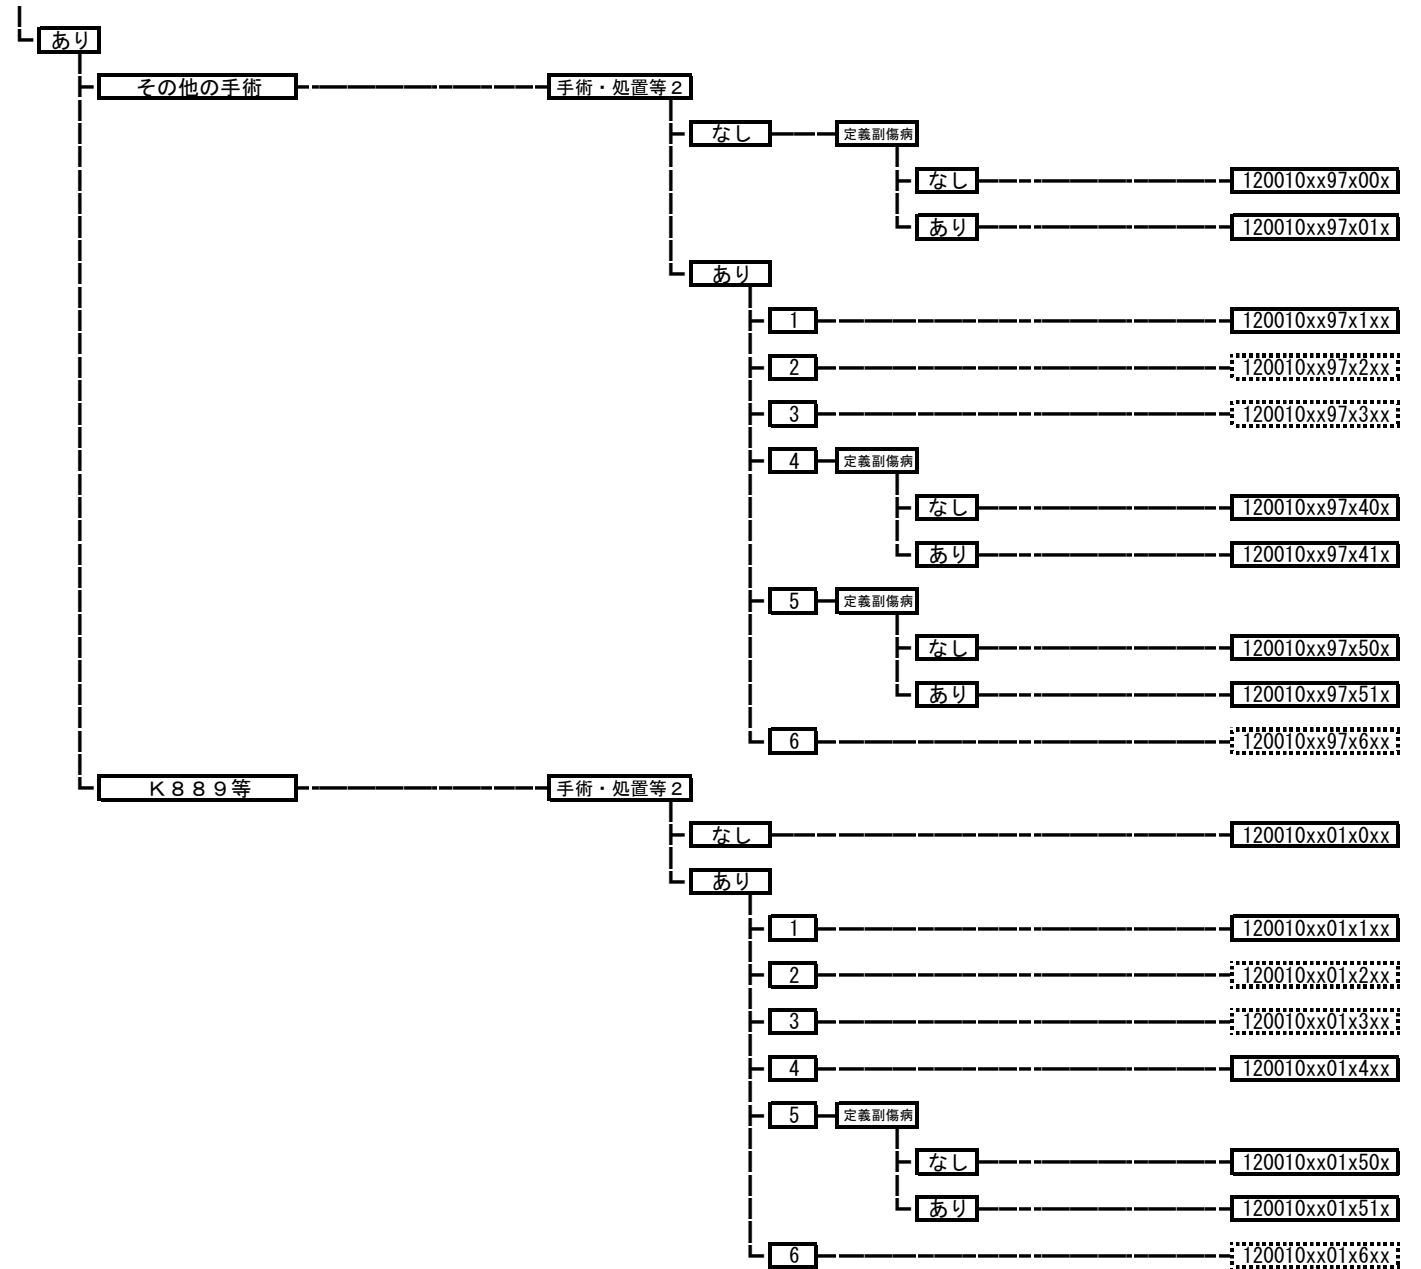 あり
その他の手術 手術・処置等２
なし 定義副傷病
なし 120010xx97x00x
あり 120010xx97x01x
あり
1 120010xx97x1xx
2 120010xx97x2xx
3 120010xx97x3xx
4 定義副傷病
なし 120010xx97x40x
あり 120010xx97x41x
5 定義副傷病
なし 120010xx97x50x
あり 120010xx97x51x
6 120010xx97x6xx
Ｋ８８９等 手術・処置等２
なし 120010xx01x0xx
あり
1 120010xx01x1xx
2 120010xx01x2xx
3 120010xx01x3xx
4 120010xx01x4xx
5 定義副傷病
なし 120010xx01x50x
あり 120010xx01x51x
6 120010xx01x6xx